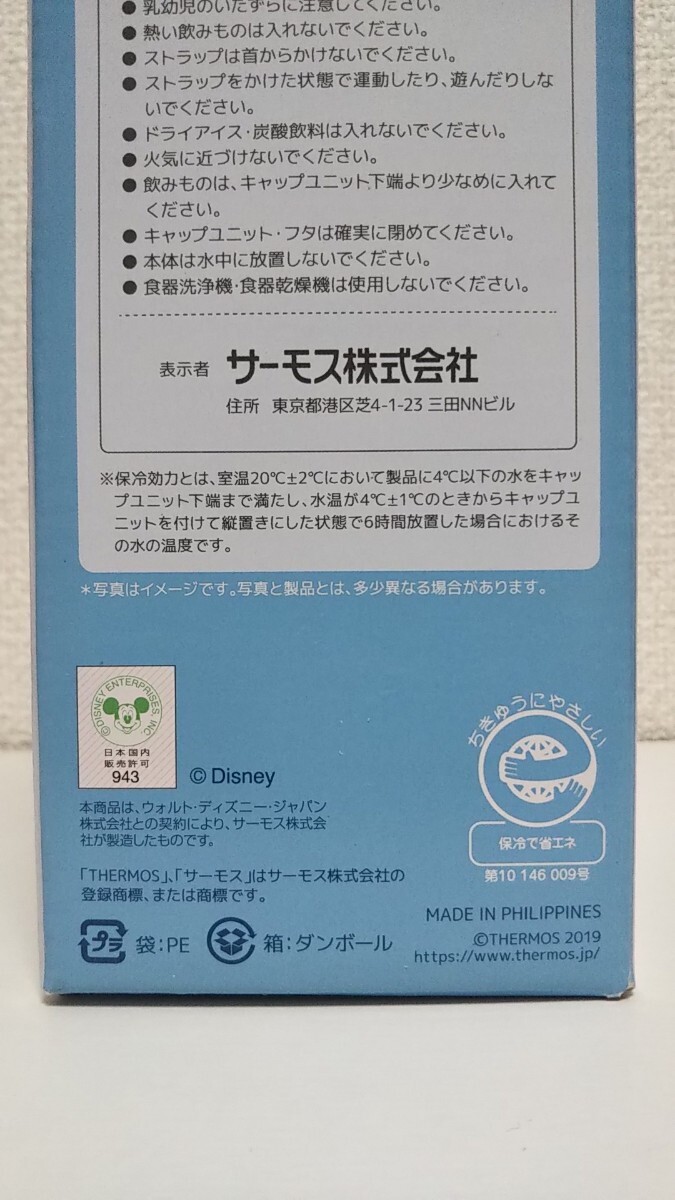 ●乳幼児のいたずらに注意してください。
●熱い飲みものは入れないでください。
●ストラップは首からかけないでください。
●ストラップをかけた状態で運動したり、遊んだりしな
いでください。
●ドライアイス・炭酸飲料は入れないでください。
●火気に近づけないでください。
●飲みものは、キャップユニット下端より少なめに入れて
ください。
●キャップユニット・フタは確実に閉めてください。
●本体は水中に放置しないでください。
●食器洗浄機・食器乾燥機は使用しないでください。
表示者 サーモス株式会社
住所 東京都港区芝4-1-23 三田NNビル
※保冷効力とは、室温20℃±2℃において製品に4℃以下の水をキャッ
プユニット下端まで満たし、水温が4℃±1℃のときからキャップユ
ニットを付けて縦置きにした状態で6時間放置した場合におけるそ
の水の温度です。
＊写真はイメージです。写真と製品とは、多少異なる場合があります。
©DISNEY ENTERPRISES, INC.
日本国内
販売許可
943
© Disney
本商品は、ウォルト・ディズニー・ジャパン
株式会社との契約により、サーモス株式会
社が製造したものです。
「THERMOS」、「サーモス」はサーモス株式会社の
登録商標、または商標です。
プラ 袋:PE 箱:ダンボール
ちきゅうにやさしい
保冷で省エネ
第10 146 009号
MADE IN PHILIPPINES
©THERMOS 2019
https://www.thermos.jp/